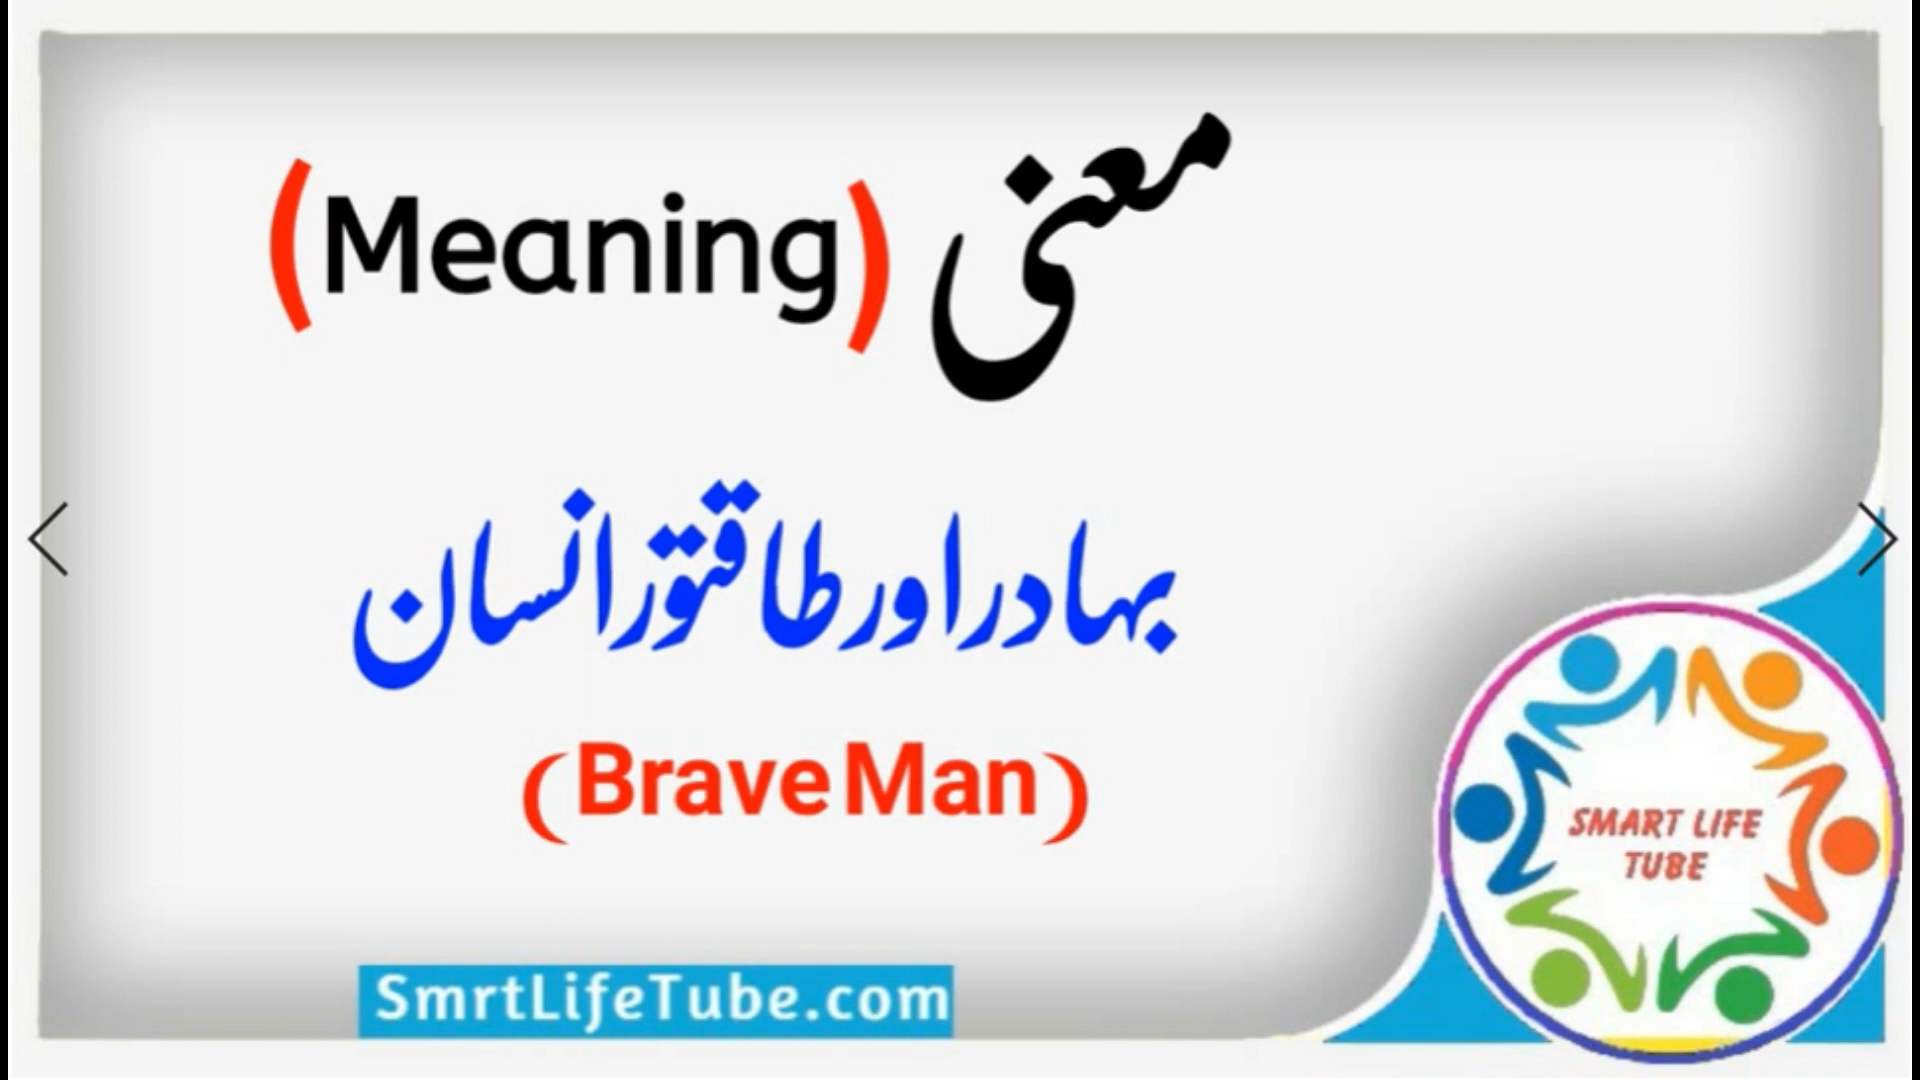 معنی (Meaning)
بہادر اور طاقتور انسان
(Brave Man)
SmrtLifeTube.com
SMART LIFE
TUBE